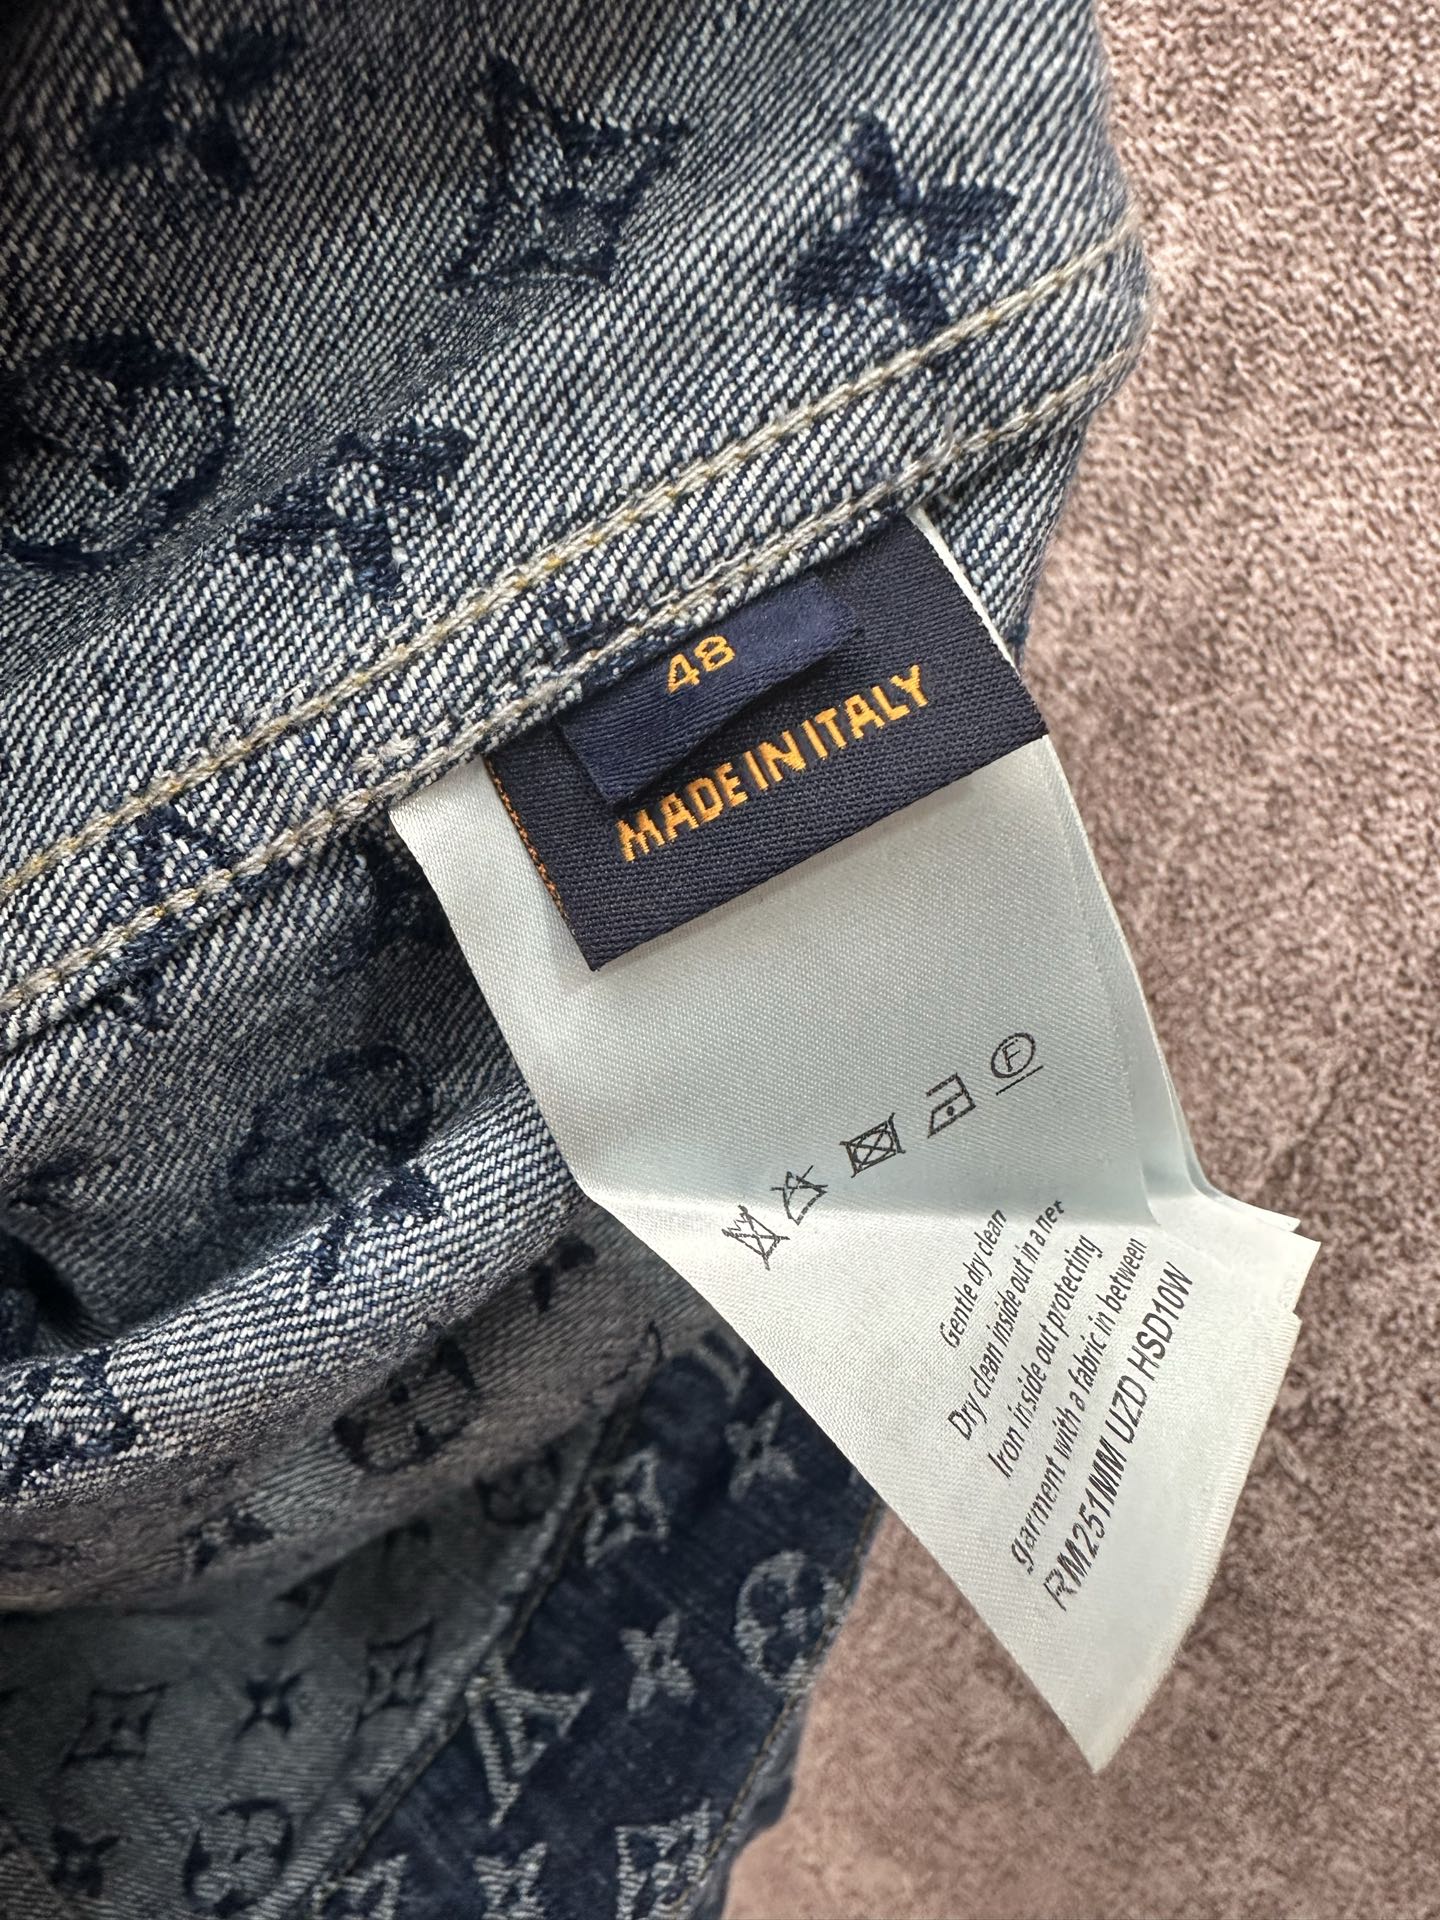 48
MADE IN ITALY
F
Gentle dry clean
Dry clean inside out in a net
Iron inside out protecting
garment with a fabric in between
RM251MM UZD HSD10W